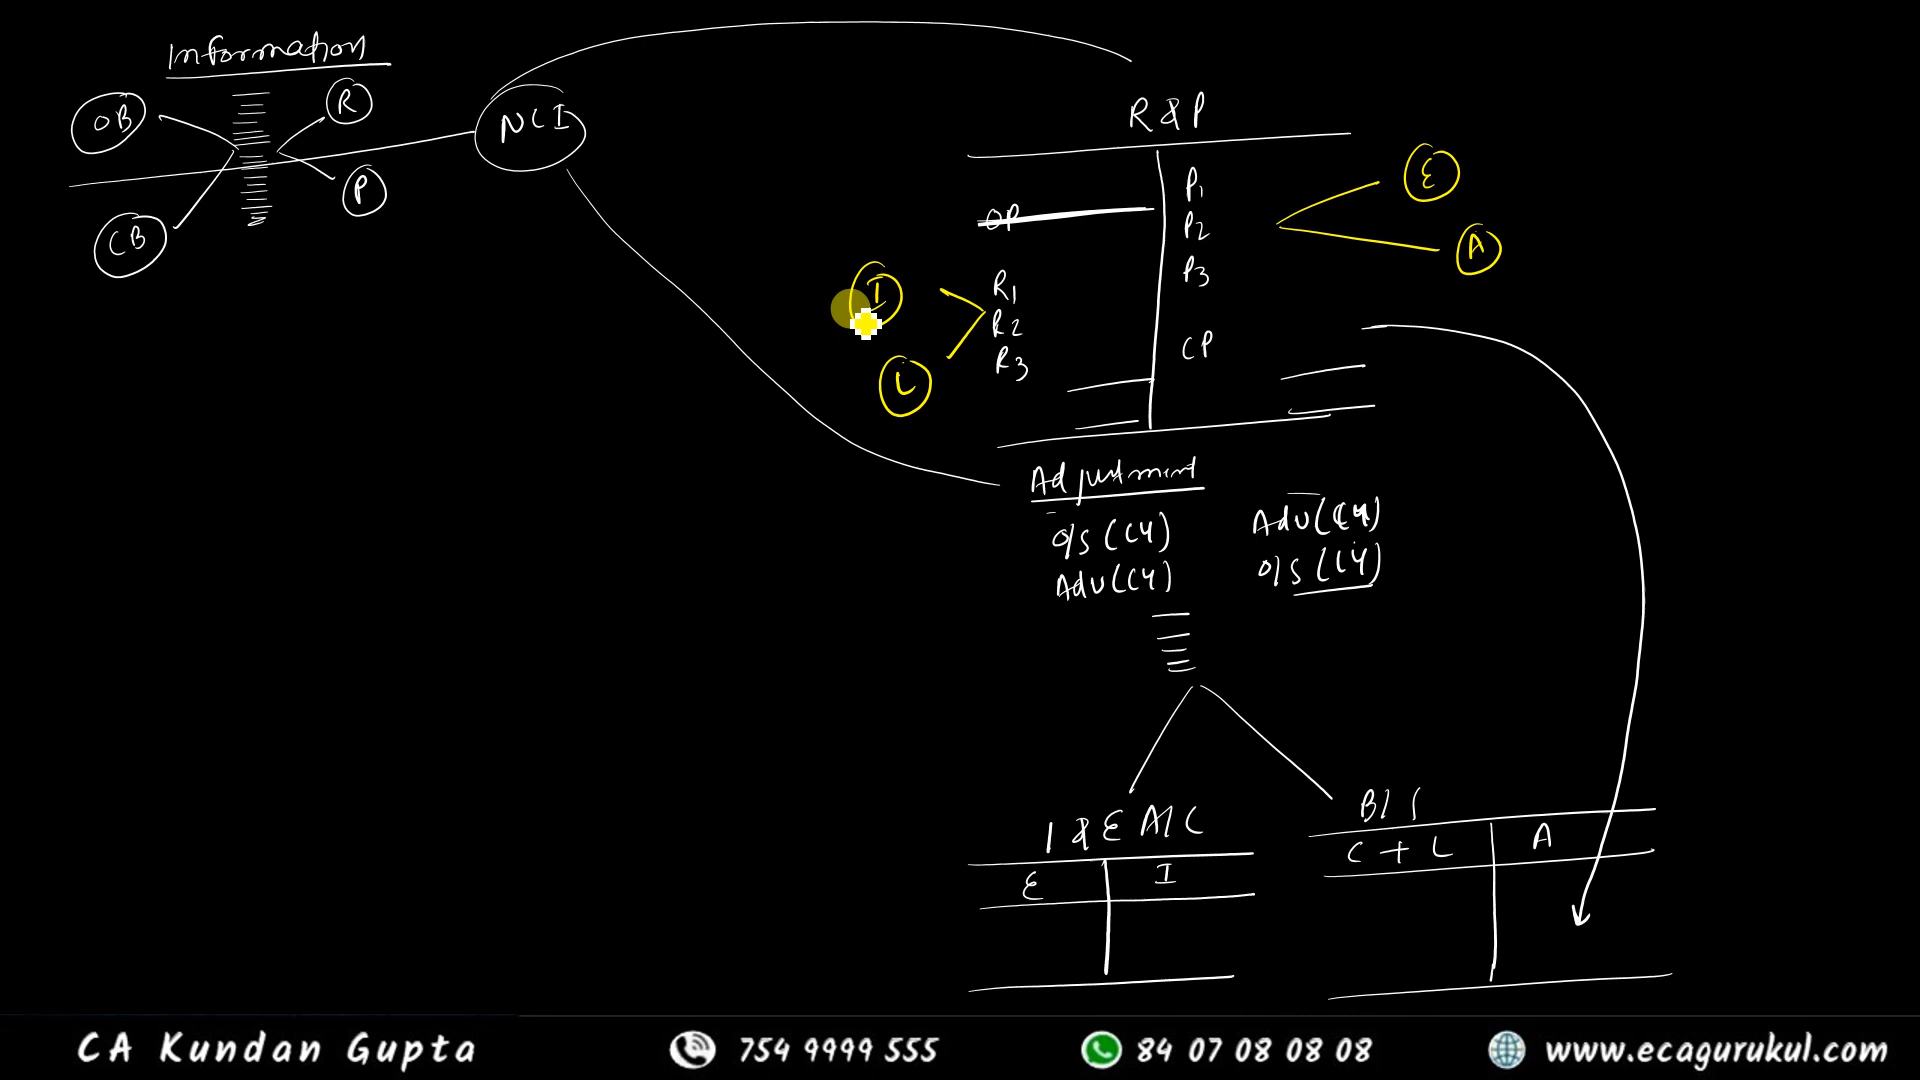 Information
OB
R
P
CB
NCI
R & P
OP
P1
P2
P3
CP
R1
R2
R3
I
L
E
A
Adjustment
O/S (CY) Adv (CY)
Adv (CY) O/S (CY)
I & E A/C
E I
B/S
C + L A
CA Kundan Gupta 754 9999 555 84 07 08 08 08 www.ecagurukul.com